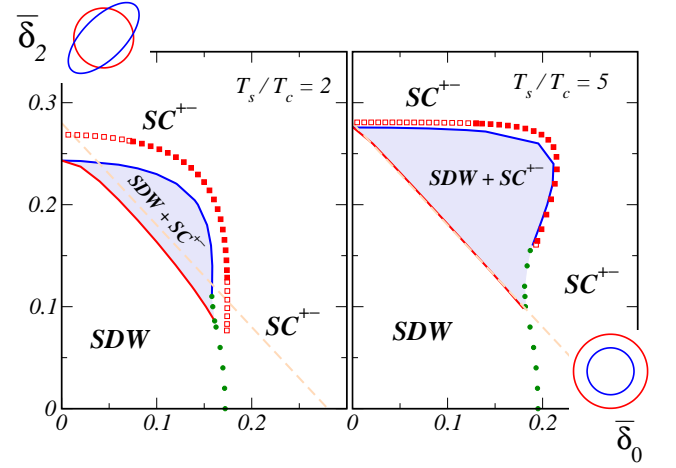 δ̅₂
0.3
0.2
0.1
0
T_s / T_c = 2
SC⁺⁻
SDW + SC⁺⁻
SC⁺⁻
SDW
0 0.1 0.2
T_s / T_c = 5
SC⁺⁻
SDW + SC⁺⁻
SC⁺⁻
SDW
0 0.1 0.2
δ̅₀